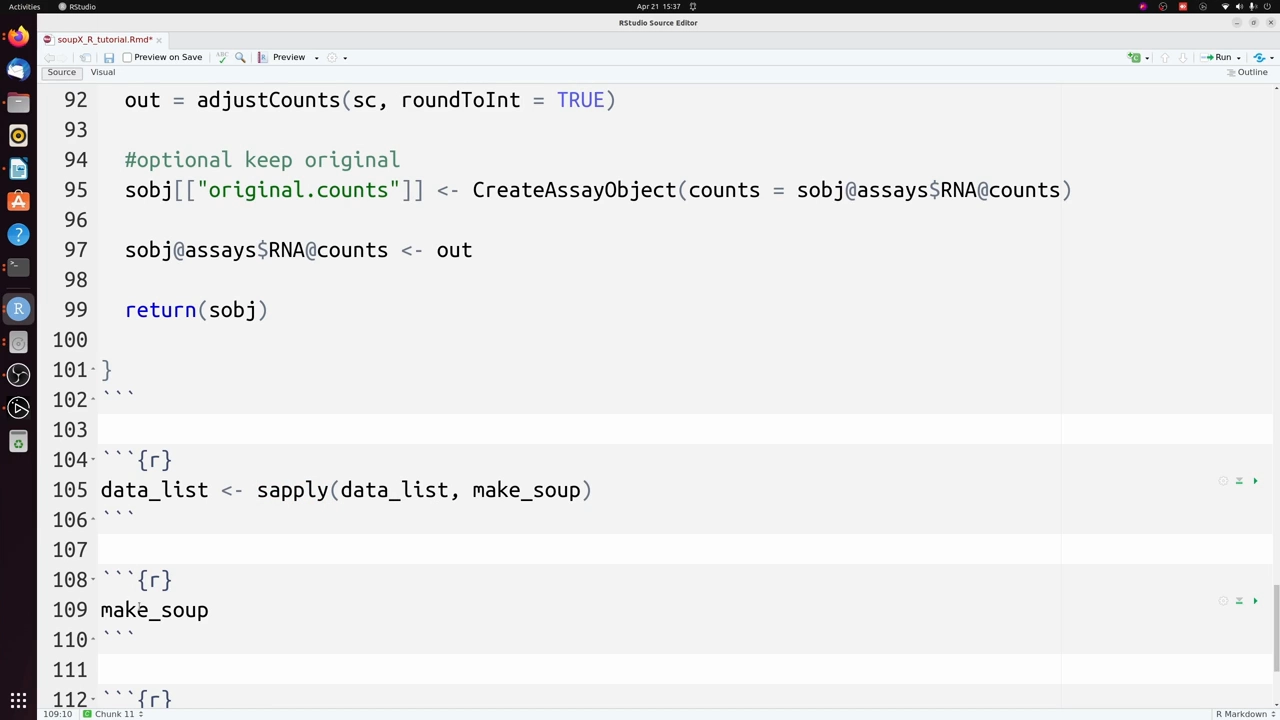 Activities RStudio Apr 21 15:37
RStudio Source Editor
soupX_R_tutorial.Rmd*
Preview on Save ABC Preview Run
Source Visual Outline
92 out = adjustCounts(sc, roundToInt = TRUE)
93
94 #optional keep original
95 sobj[["original.counts"]] <- CreateAssayObject(counts = sobj@assays$RNA@counts)
96
97 sobj@assays$RNA@counts <- out
98
99 return(sobj)
100
101 }
102 ```
103
104 ```{r}
105 data_list <- sapply(data_list, make_soup)
106 ```
107
108 ```{r}
109 make_soup
110 ```
111
112 ```{r}
109:10 Chunk 11 R Markdown